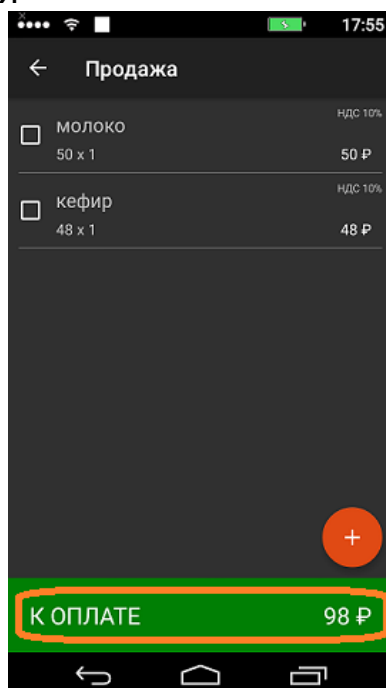 17:55
Продажа
молоко
НДС 10%
50 x 1
50 ₽
кефир
НДС 10%
48 x 1
48 ₽
+
К ОПЛАТЕ 98 ₽